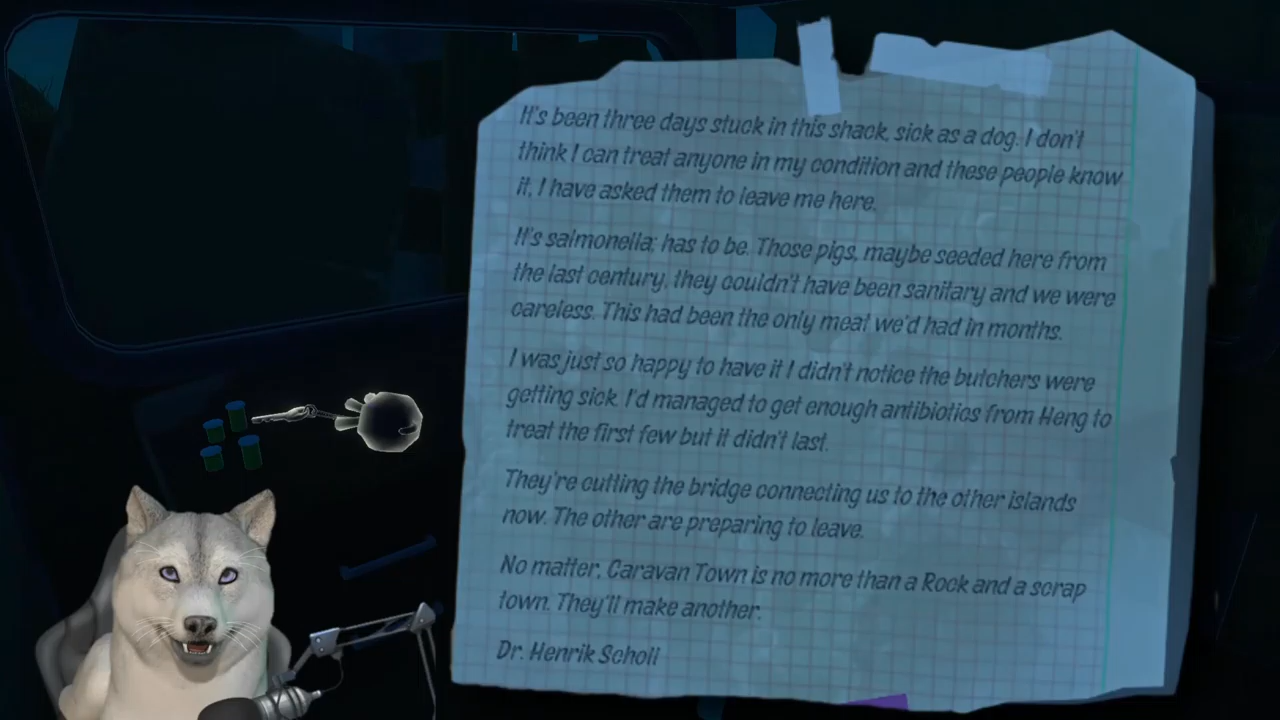 It's been three days stuck in this shack, sick as a dog. I don't
think I can treat anyone in my condition and these people know
it, I have asked them to leave me here.
It's salmonella; has to be. Those pigs, maybe seeded here from
the last century, they couldn't have been sanitary and we were
careless. This had been the only meat we'd had in months.
I was just so happy to have it I didn't notice the butchers were
getting sick. I'd managed to get enough antibiotics from Heng to
treat the first few but it didn't last.
They're cutting the bridge connecting us to the other islands
now. The other are preparing to leave.
No matter, Caravan Town is no more than a Rock and a scrap
town. They'll make another.
Dr. Henrik Scholl